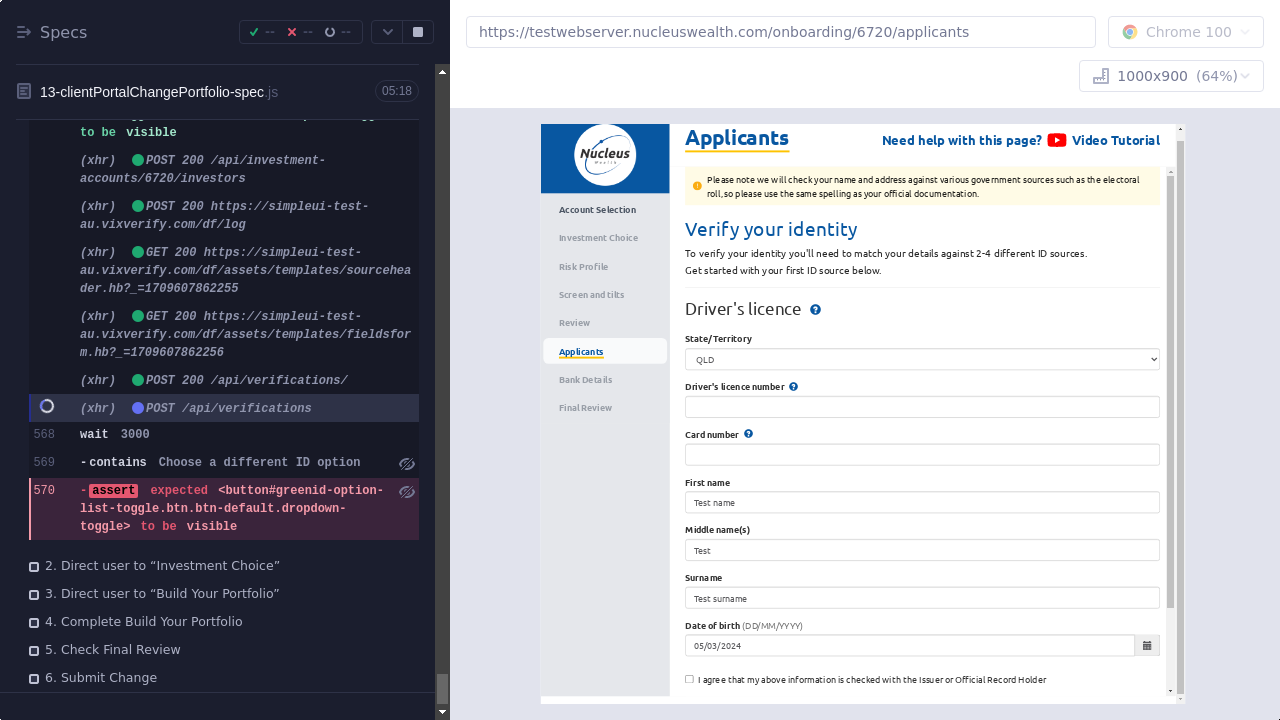 Specs
--
--
--
13-clientPortalChangePortfolio-spec.js
05:18
to be visible
(xhr) POST 200 /api/investment-
accounts/6720/investors
(xhr) POST 200 https://simpleui-test-
au.vixverify.com/df/log
(xhr) GET 200 https://simpleui-test-
au.vixverify.com/df/assets/templates/sourcehea
der.hb?_=1709607862255
(xhr) GET 200 https://simpleui-test-
au.vixverify.com/df/assets/templates/fieldsfor
m.hb?_=1709607862256
(xhr) POST 200 /api/verifications/
(xhr) POST /api/verifications
568 wait 3000
569 -contains Choose a different ID option
570 -assert expected <button#greenid-option-
list-toggle.btn.btn-default.dropdown-
toggle> to be visible
2. Direct user to “Investment Choice”
3. Direct user to “Build Your Portfolio”
4. Complete Build Your Portfolio
5. Check Final Review
6. Submit Change
https://testwebserver.nucleuswealth.com/onboarding/6720/applicants
Chrome 100
1000x900 (64%)
Nucleus
Wealth
Account Selection
Investment Choice
Risk Profile
Screen and tilts
Review
Applicants
Bank Details
Final Review
Applicants
Need help with this page? Video Tutorial
Please note we will check your name and address against various government sources such as the electoral
roll,so please use the same spelling as your official documentation.
Verify your identity
To verify your identity you'll need to match your details against 2-4 different ID sources.
Get started with your first ID source below.
Driver's licence ?
State/Territory
QLD
Driver's licence number ?
Card number ?
First name
Test name
Middle name(s)
Test
Surname
Test surname
Date of birth (DD/MM/YYYY)
05/03/2024
I agree that my above information is checked with the Issuer or Official Record Holder